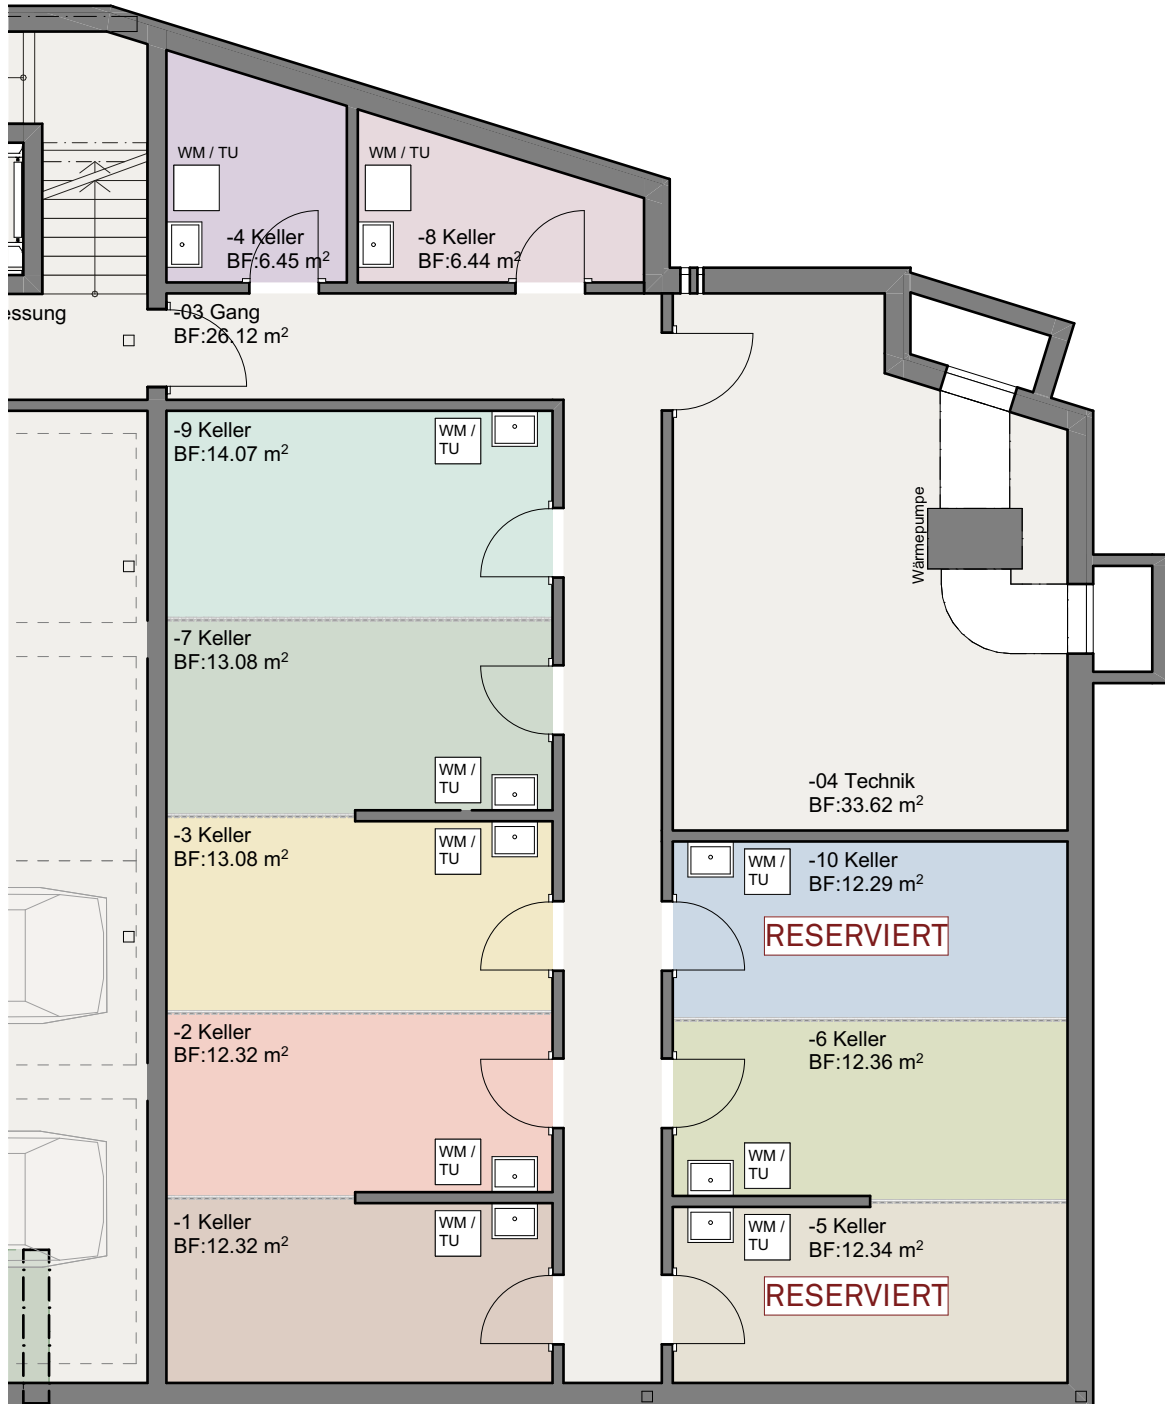 WM / TU
WM / TU
-4 Keller
BF:6.45 m²
-8 Keller
BF:6.44 m²
essung
-03 Gang
BF:26.12 m²
-9 Keller
BF:14.07 m²
WM /
TU
Wärmepumpe
-7 Keller
BF:13.08 m²
WM /
TU
-04 Technik
BF:33.62 m²
-3 Keller
BF:13.08 m²
WM /
TU
WM /
TU
-10 Keller
BF:12.29 m²
RESERVIERT
-2 Keller
BF:12.32 m²
WM /
TU
-6 Keller
BF:12.36 m²
WM /
TU
-1 Keller
BF:12.32 m²
WM /
TU
WM /
TU
-5 Keller
BF:12.34 m²
RESERVIERT